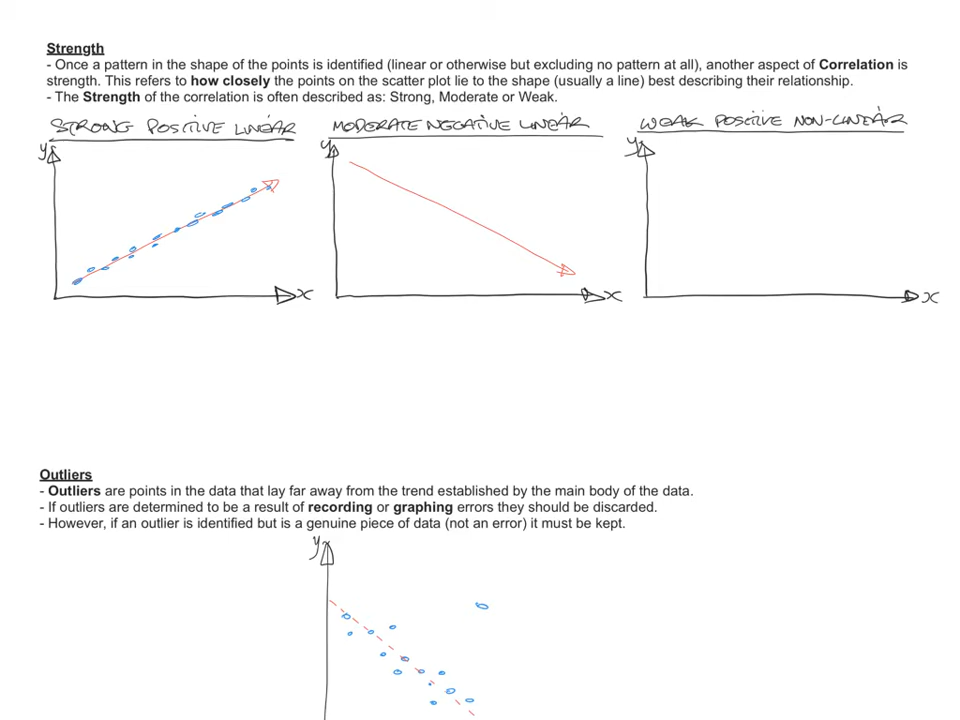 Strength
- Once a pattern in the shape of the points is identified (linear or otherwise but excluding no pattern at all), another aspect of Correlation is
strength. This refers to how closely the points on the scatter plot lie to the shape (usually a line) best describing their relationship.
- The Strength of the correlation is often described as: Strong, Moderate or Weak.
STRONG POSITIVE LINEAR MODERATE NEGATIVE LINEAR WEAK POSITIVE NON-LINEAR
y y y
x x x
Outliers
- Outliers are points in the data that lay far away from the trend established by the main body of the data.
- If outliers are determined to be a result of recording or graphing errors they should be discarded.
- However, if an outlier is identified but is a genuine piece of data (not an error) it must be kept.
y